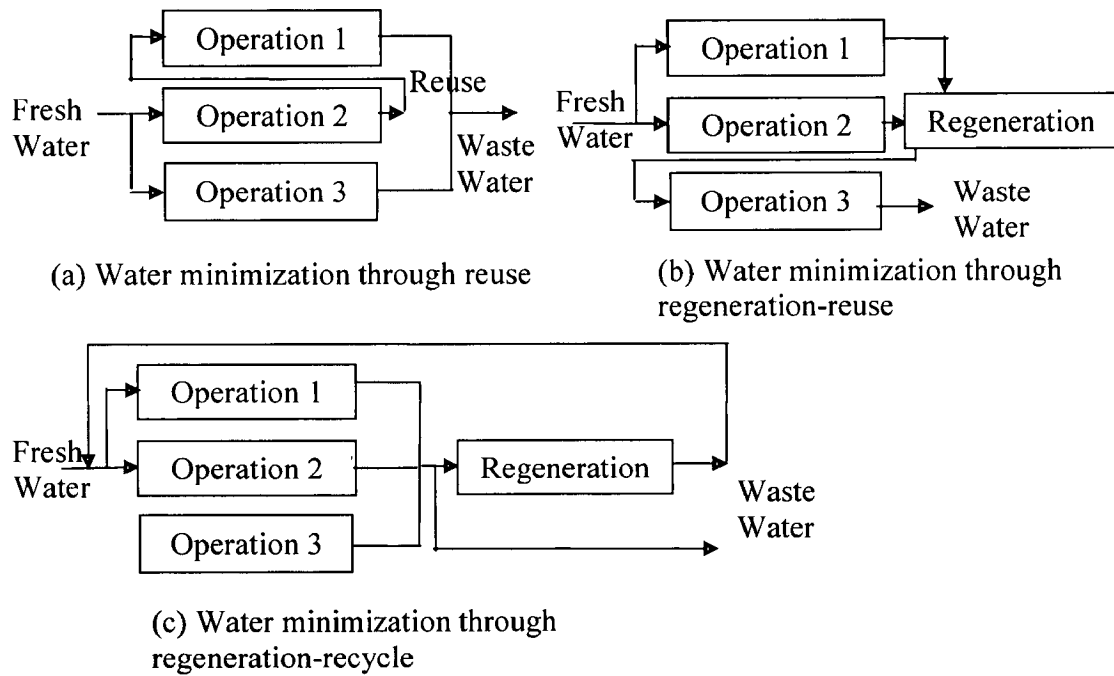 Operation 1
Reuse
Fresh
Water
Operation 2
Waste
Water
Operation 3
(a) Water minimization through reuse
Operation 1
Fresh
Water
Operation 2
Regeneration
Operation 3
Waste
Water
(b) Water minimization through
regeneration-reuse
Operation 1
Fresh
Water
Operation 2
Regeneration
Waste
Water
Operation 3
(c) Water minimization through
regeneration-recycle